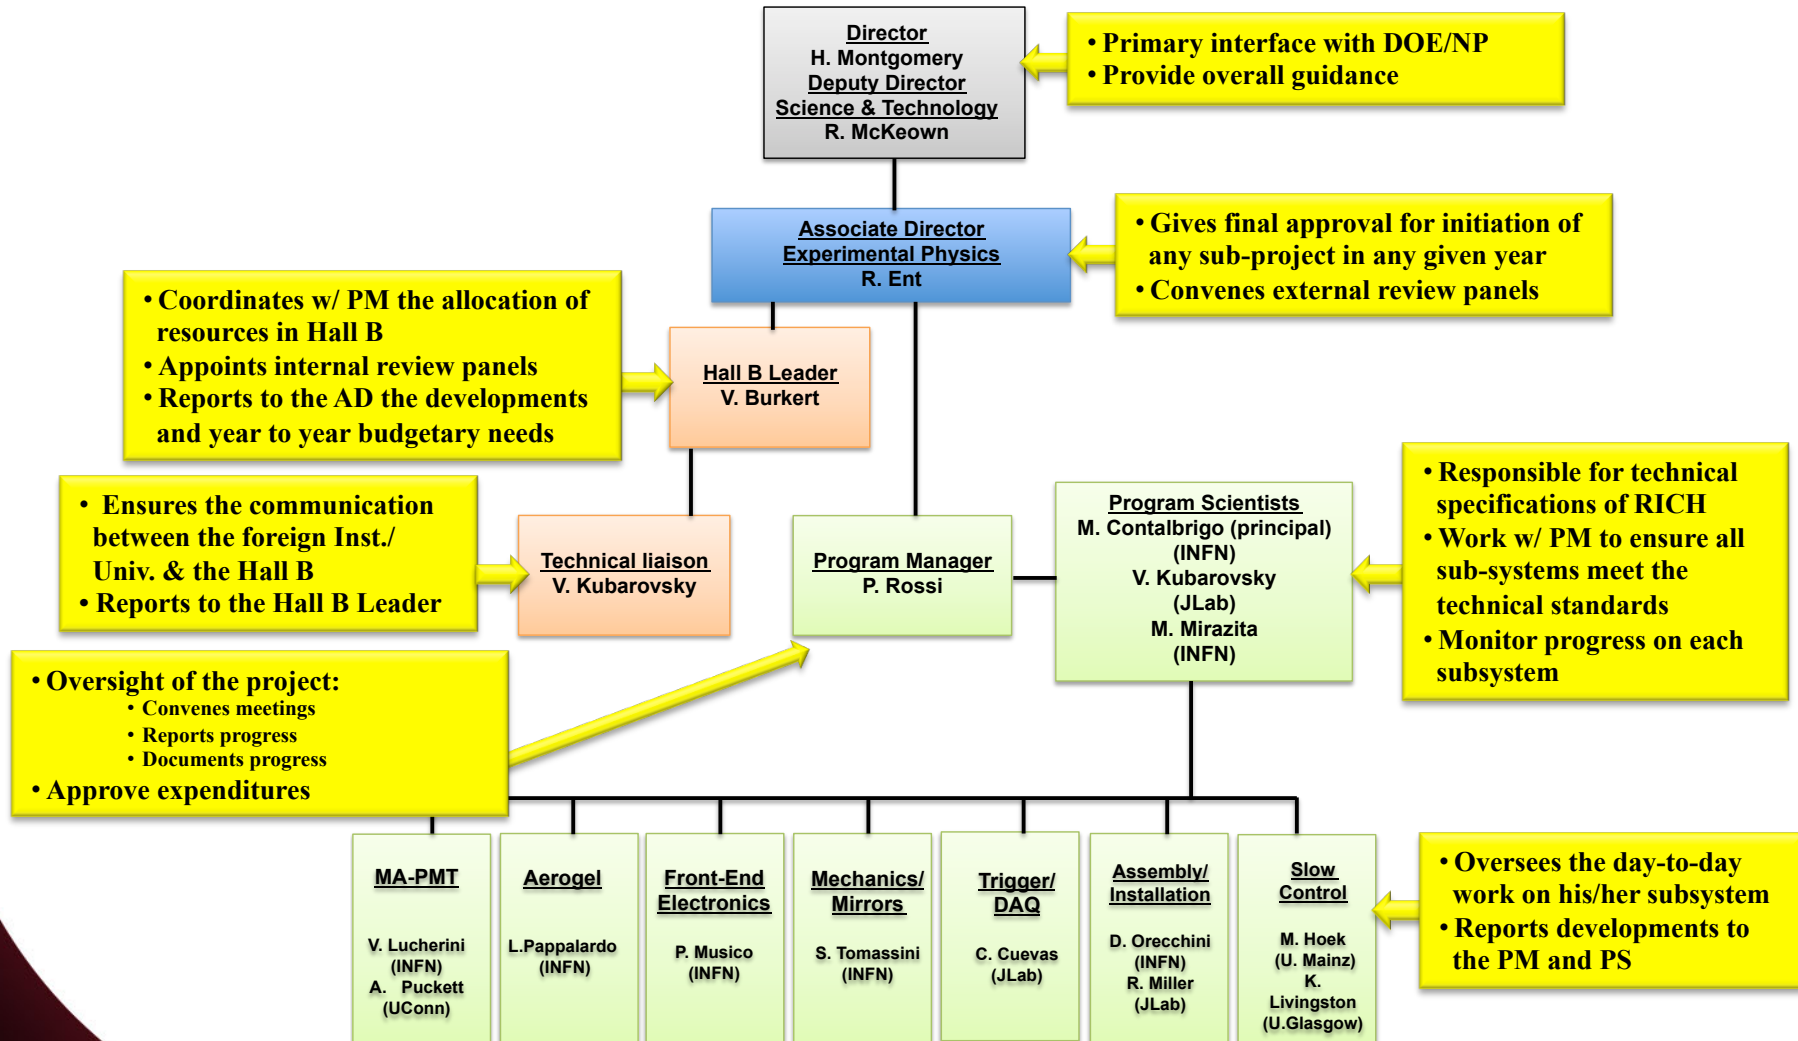 Director
H. Montgomery
Deputy Director
Science & Technology
R. McKeown
• Primary interface with DOE/NP
• Provide overall guidance
Associate Director
Experimental Physics
R. Ent
• Gives final approval for initiation of
any sub-project in any given year
• Convenes external review panels
• Coordinates w/ PM the allocation of
resources in Hall B
• Appoints internal review panels
• Reports to the AD the developments
and year to year budgetary needs
Hall B Leader
V. Burkert
• Ensures the communication
between the foreign Inst./
Univ. & the Hall B
• Reports to the Hall B Leader
Technical liaison
V. Kubarovsky
Program Manager
P. Rossi
Program Scientists
M. Contalbrigo (principal)
(INFN)
V. Kubarovsky
(JLab)
M. Mirazita
(INFN)
• Responsible for technical
specifications of RICH
• Work w/ PM to ensure all
sub-systems meet the
technical standards
• Monitor progress on each
subsystem
• Oversight of the project:
• Convenes meetings
• Reports progress
• Documents progress
• Approve expenditures
MA-PMT
V. Lucherini
(INFN)
A. Puckett
(UConn)
Aerogel
L.Pappalardo
(INFN)
Front-End
Electronics
P. Musico
(INFN)
Mechanics/
Mirrors
S. Tomassini
(INFN)
Trigger/
DAQ
C. Cuevas
(JLab)
Assembly/
Installation
D. Orecchini
(INFN)
R. Miller
(JLab)
Slow
Control
M. Hoek
(U. Mainz)
K.
Livingston
(U.Glasgow)
• Oversees the day-to-day
work on his/her subsystem
• Reports developments to
the PM and PS